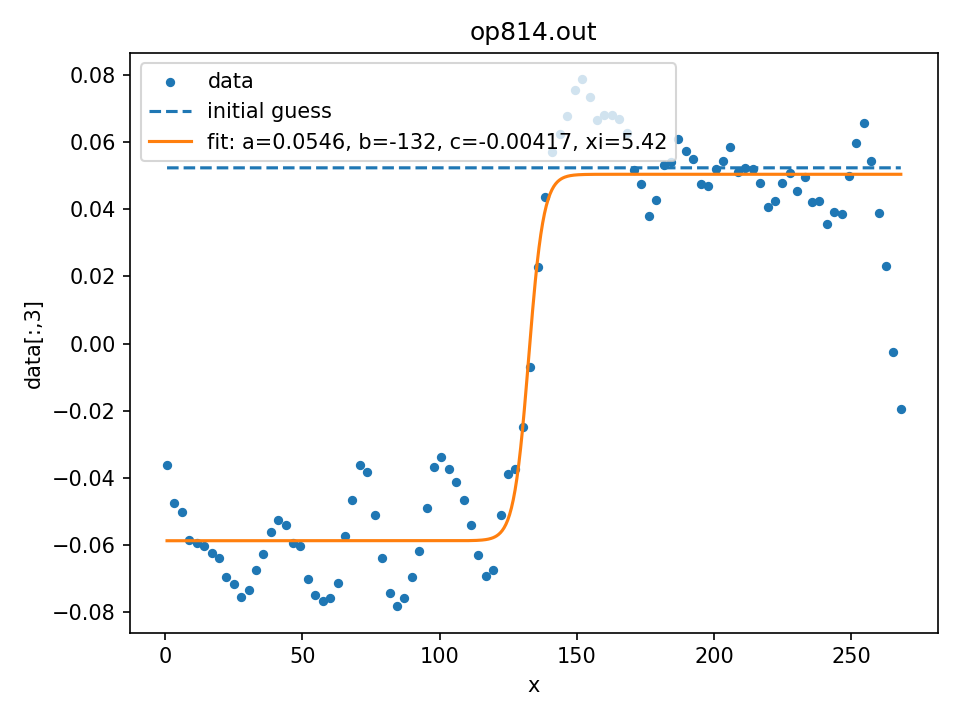 op814.out
data
initial guess
fit: a=0.0546, b=-132, c=-0.00417, xi=5.42
0.08
0.06
0.04
0.02
0.00
−0.02
−0.04
−0.06
−0.08
data[:,3]
0 50 100 150 200 250
x